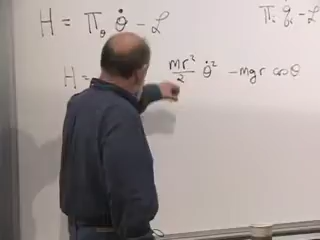 H = Π_θ θ̇ - ℒ
Π_i q̇_i - ℒ
H = mr²/2 θ̇² - mgr cos θ